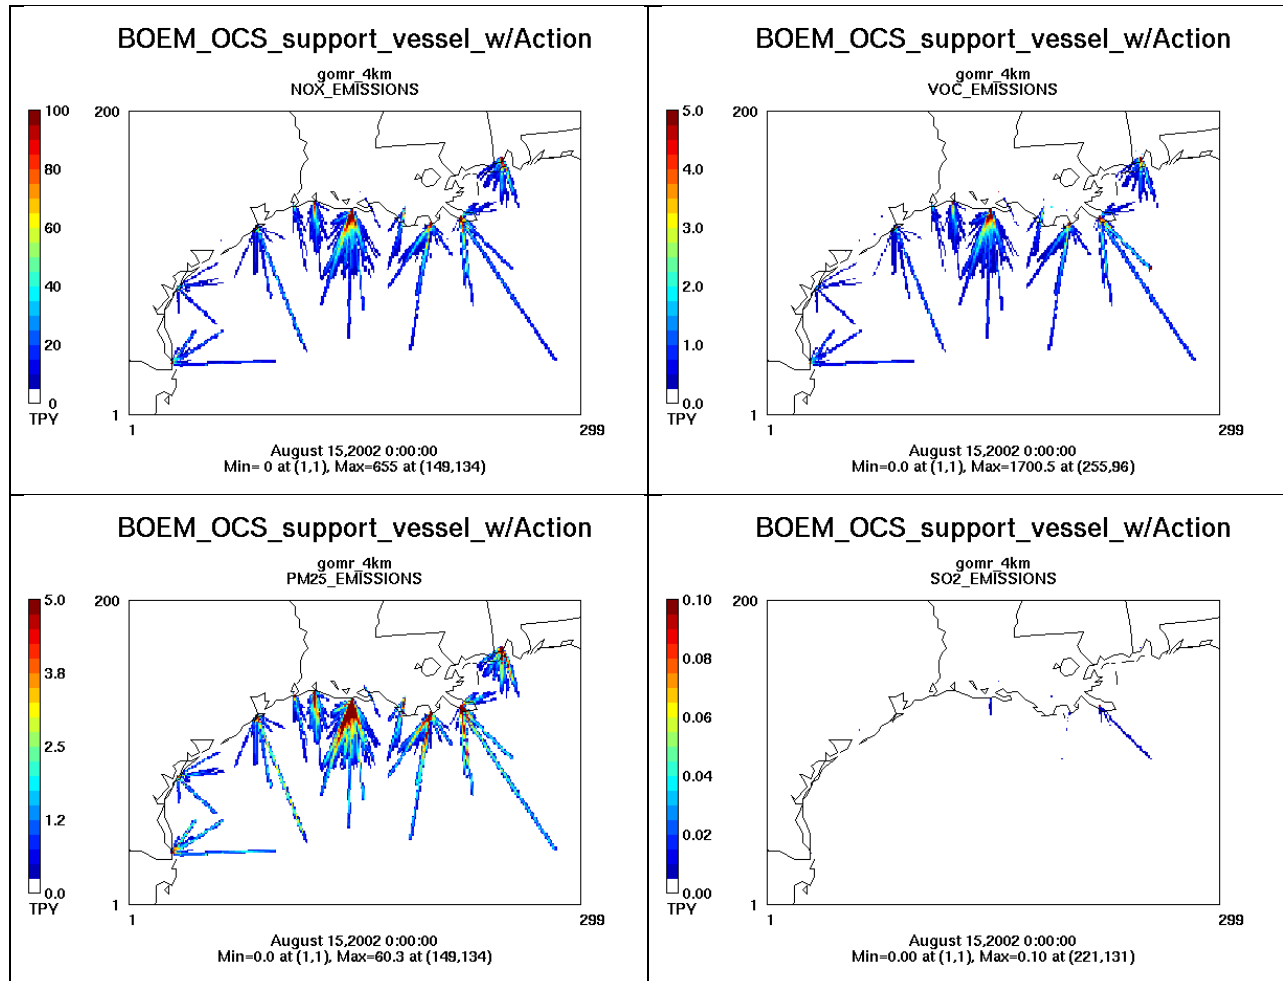 BOEM_OCS_support_vessel_w/Action
gomr_4km
NOX_EMISSIONS
100
80
60
40
20
0
TPY
200
1
1
299
August 15,2002 0:00:00
Min= 0 at (1,1), Max=655 at (149,134)
BOEM_OCS_support_vessel_w/Action
gomr_4km
VOC_EMISSIONS
5.0
4.0
3.0
2.0
1.0
0.0
TPY
200
1
1
299
August 15,2002 0:00:00
Min=0.0 at (1,1), Max=1700.5 at (255,96)
BOEM_OCS_support_vessel_w/Action
gomr_4km
PM25_EMISSIONS
5.0
3.8
2.5
1.2
0.0
TPY
200
1
1
299
August 15,2002 0:00:00
Min=0.0 at (1,1), Max=60.3 at (149,134)
BOEM_OCS_support_vessel_w/Action
gomr_4km
SO2_EMISSIONS
0.10
0.08
0.06
0.04
0.02
0.00
TPY
200
1
1
299
August 15,2002 0:00:00
Min=0.00 at (1,1), Max=0.10 at (221,131)